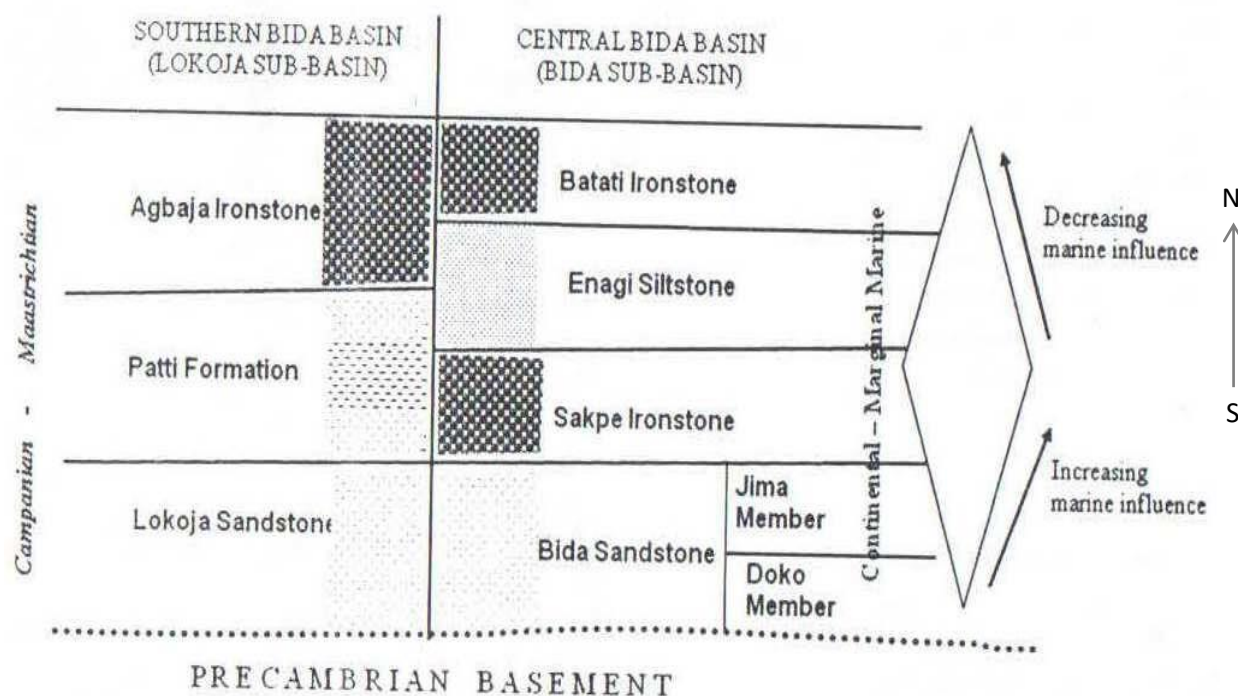 SOUTHERN BIDA BASIN
(LOKOJA SUB-BASIN)
CENTRAL BIDA BASIN
(BIDA SUB-BASIN)
Campanian - Maastrichtian
Agbaja Ironstone
Patti Formation
Lokoja Sandstone
Batati Ironstone
Enagi Siltstone
Sakpe Ironstone
Bida Sandstone
Jima
Member
Doko
Member
Continental – Marginal Marine
Decreasing
marine influence
Increasing
marine influence
N
S
PRECAMBRIAN BASEMENT